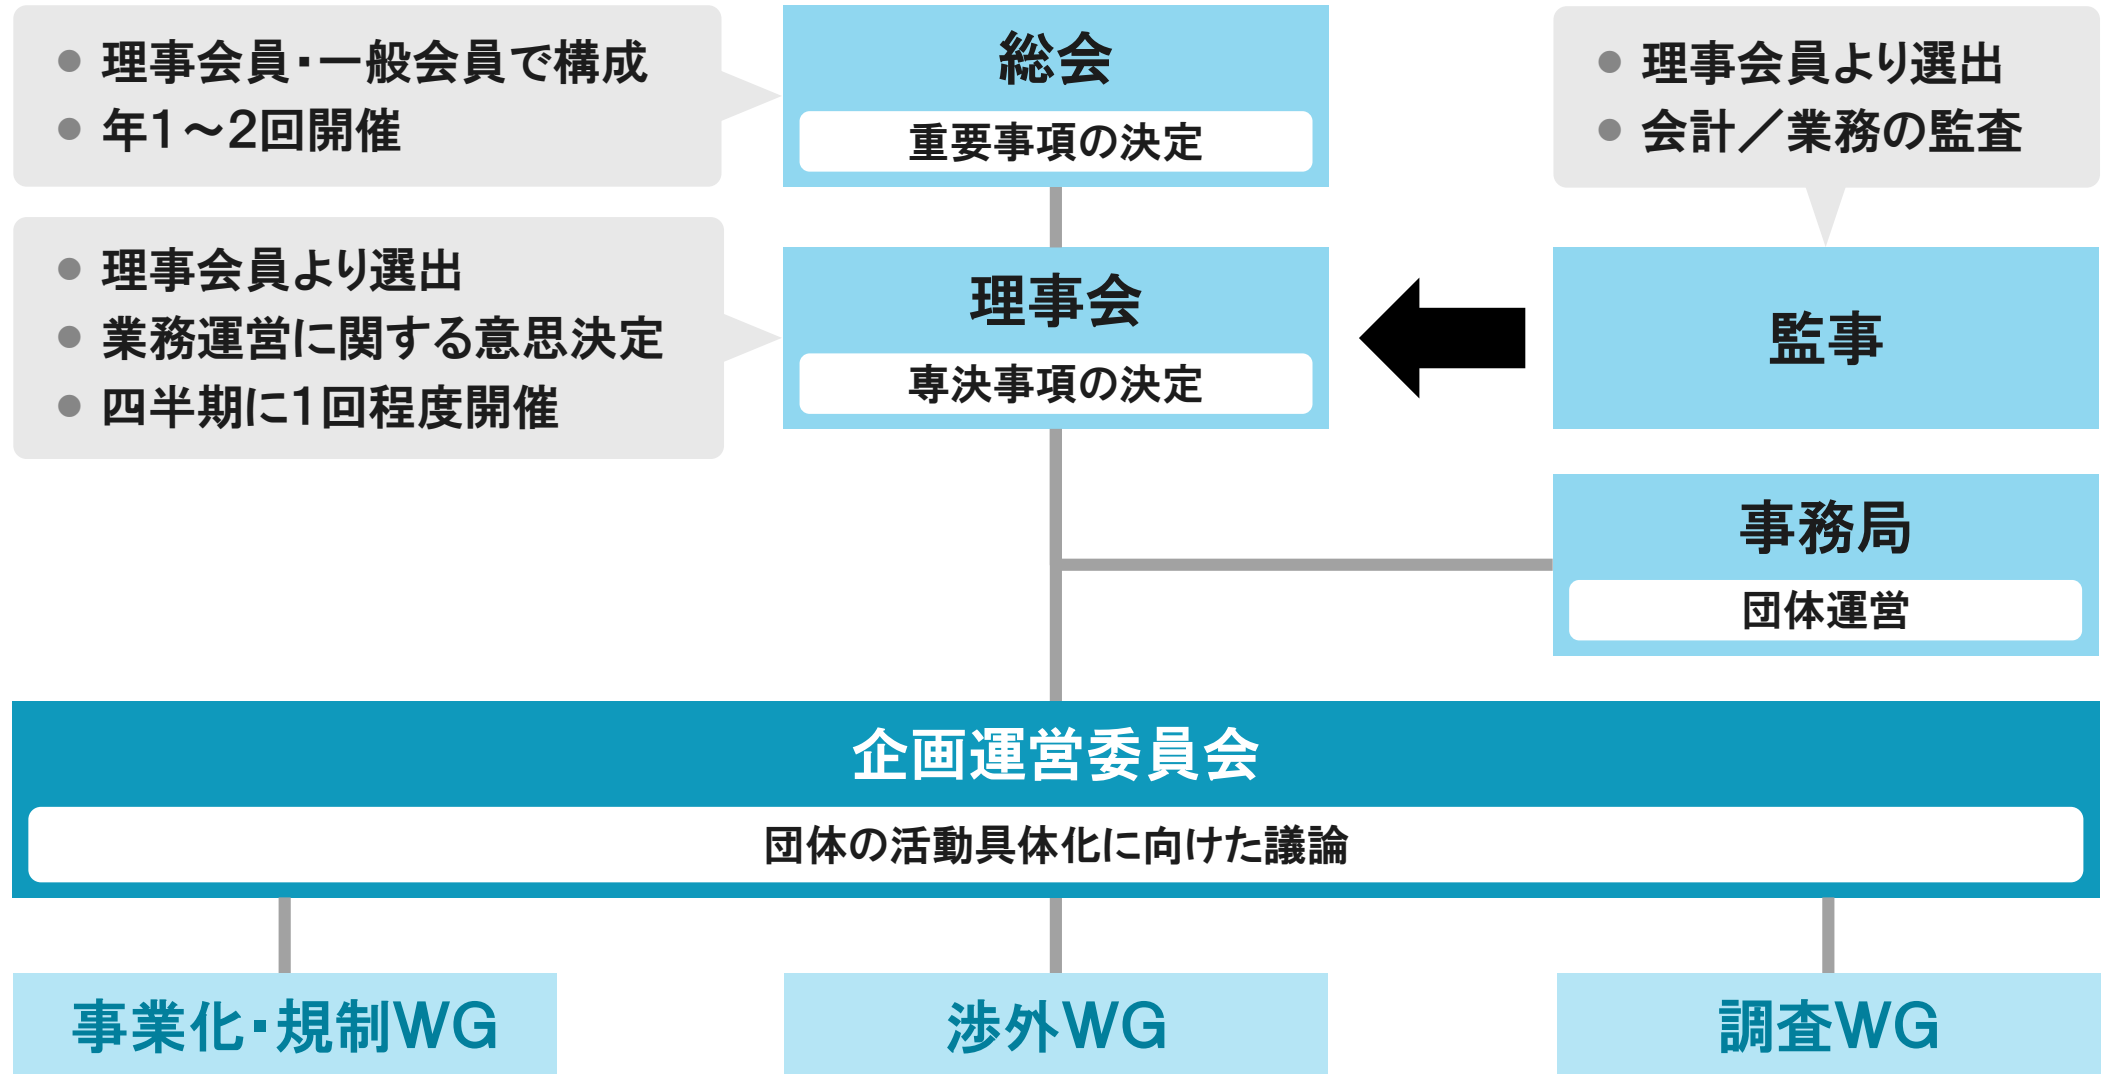 ● 理事会員・一般会員で構成
● 年1~2回開催
総会
重要事項の決定
● 理事会員より選出
● 会計/業務の監査
● 理事会員より選出
● 業務運営に関する意思決定
● 四半期に1回程度開催
理事会
専決事項の決定
監事
事務局
団体運営
企画運営委員会
団体の活動具体化に向けた議論
事業化・規制WG
渉外WG
調査WG